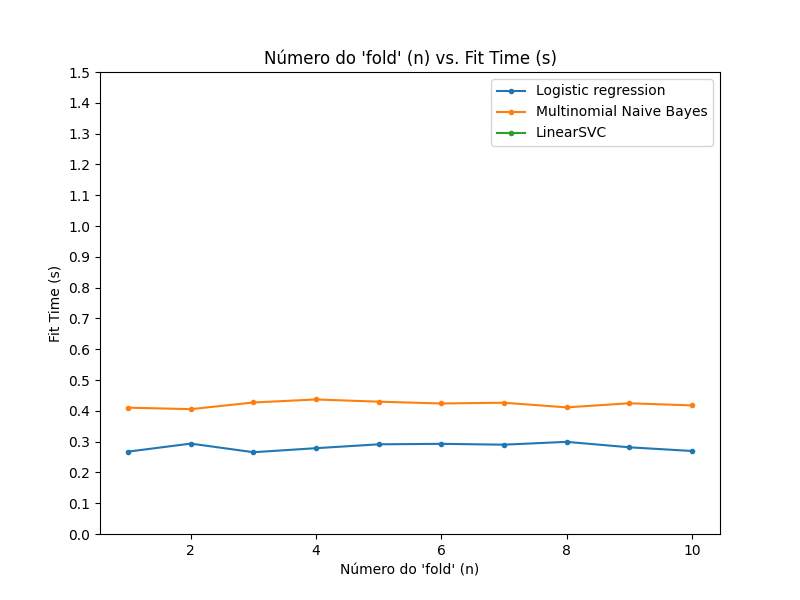 Número do 'fold' (n) vs. Fit Time (s)
1.5
1.4
1.3
1.2
1.1
1.0
0.9
0.8
0.7
0.6
0.5
0.4
0.3
0.2
0.1
0.0
Fit Time (s)
Logistic regression
Multinomial Naive Bayes
LinearSVC
2 4 6 8 10
Número do 'fold' (n)